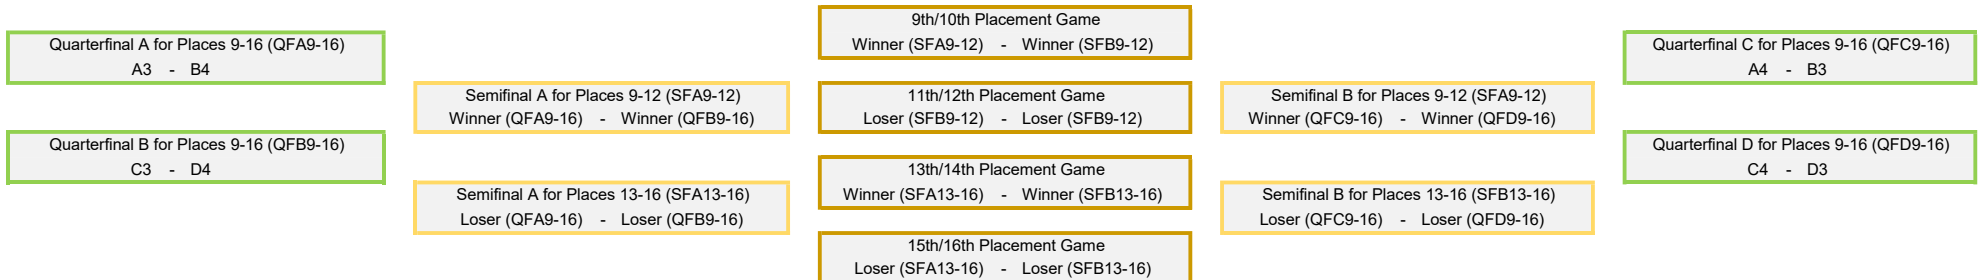 Quarterfinal A for Places 9-16 (QFA9-16)
A3 - B4
Quarterfinal B for Places 9-16 (QFB9-16)
C3 - D4
Semifinal A for Places 9-12 (SFA9-12)
Winner (QFA9-16) - Winner (QFB9-16)
Semifinal A for Places 13-16 (SFA13-16)
Loser (QFA9-16) - Loser (QFB9-16)
9th/10th Placement Game
Winner (SFA9-12) - Winner (SFB9-12)
11th/12th Placement Game
Loser (SFB9-12) - Loser (SFB9-12)
13th/14th Placement Game
Winner (SFA13-16) - Winner (SFB13-16)
15th/16th Placement Game
Loser (SFA13-16) - Loser (SFB13-16)
Semifinal B for Places 9-12 (SFA9-12)
Winner (QFC9-16) - Winner (QFD9-16)
Semifinal B for Places 13-16 (SFB13-16)
Loser (QFC9-16) - Loser (QFD9-16)
Quarterfinal C for Places 9-16 (QFC9-16)
A4 - B3
Quarterfinal D for Places 9-16 (QFD9-16)
C4 - D3